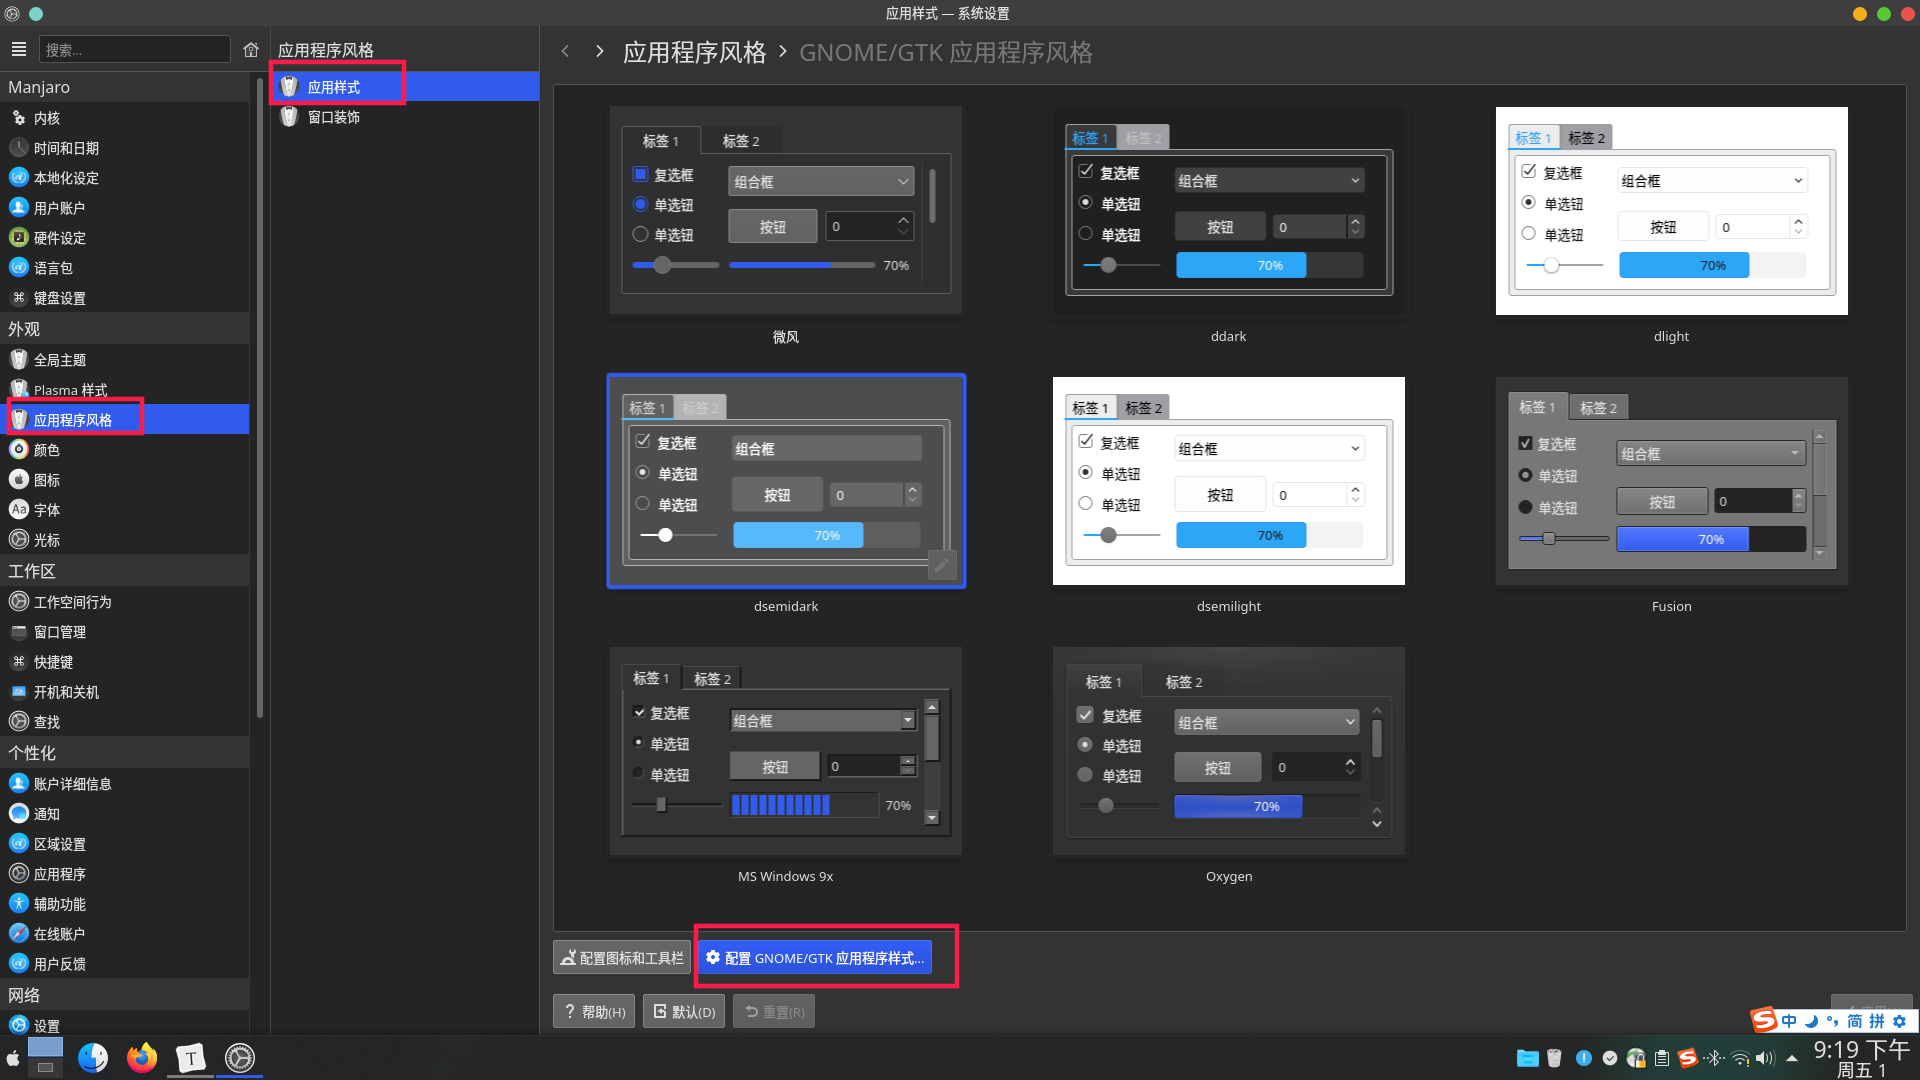 应用样式 — 系统设置
搜索...
Manjaro
内核
时间和日期
本地化设定
用户账户
硬件设定
语言包
键盘设置
外观
全局主题
Plasma 样式
应用程序风格
颜色
图标
字体
光标
工作区
工作空间行为
窗口管理
快捷键
开机和关机
查找
个性化
账户详细信息
通知
区域设置
应用程序
辅助功能
在线账户
用户反馈
网络
设置
应用程序风格
应用样式
窗口装饰
应用程序风格 > GNOME/GTK 应用程序风格
标签 1 标签 2
复选框
组合框
单选钮
按钮 0
单选钮
70%
微风
标签 1 标签 2
复选框
组合框
单选钮
按钮 0
单选钮
70%
ddark
标签 1 标签 2
复选框
组合框
单选钮
按钮 0
单选钮
70%
dlight
标签 1 标签 2
复选框
组合框
单选钮
按钮 0
单选钮
70%
dsemidark
标签 1 标签 2
复选框
组合框
单选钮
按钮 0
单选钮
70%
dsemilight
标签 1 标签 2
复选框
组合框
单选钮
按钮 0
单选钮
70%
Fusion
标签 1 标签 2
复选框
组合框
单选钮
按钮 0
单选钮
70%
MS Windows 9x
标签 1 标签 2
复选框
组合框
单选钮
按钮 0
单选钮
70%
Oxygen
配置图标和工具栏
配置 GNOME/GTK 应用程序样式...
? 帮助(H)
默认(D)
重置(R)
中 简 拼
9:19 下午
周五 1